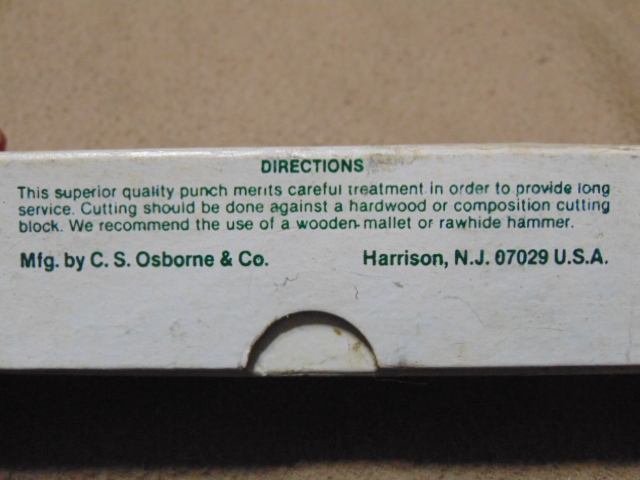 DIRECTIONS
This superior quality punch merits careful treatment in order to provide long
service. Cutting should be done against a hardwood or composition cutting
block. We recommend the use of a wooden mallet or rawhide hammer.
Mfg. by C. S. Osborne & Co. Harrison, N.J. 07029 U.S.A.